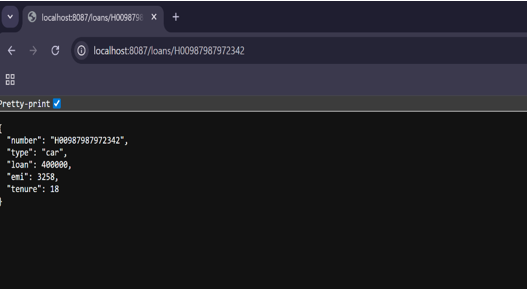 localhost:8087/loans/H0098798
localhost:8087/loans/H00987987972342
Pretty-print
{
"number": "H00987987972342",
"type": "car",
"loan": 400000,
"emi": 3258,
"tenure": 18
}